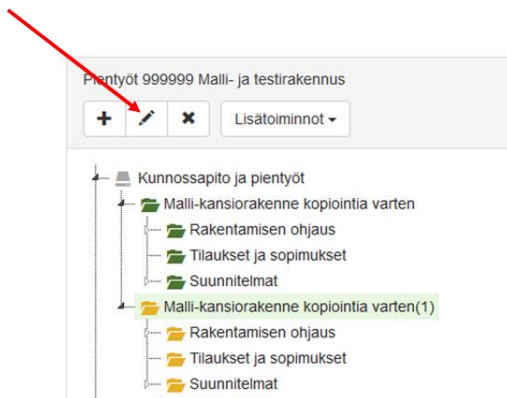 Pientyöt 999999 Malli- ja testirakennus
Lisätoiminnot
Kunnossapito ja pientyöt
Malli-kansiorakenne kopiointia varten
Rakentamisen ohjaus
Tilaukset ja sopimukset
Suunnitelmat
Malli-kansiorakenne kopiointia varten(1)
Rakentamisen ohjaus
Tilaukset ja sopimukset
Suunnitelmat